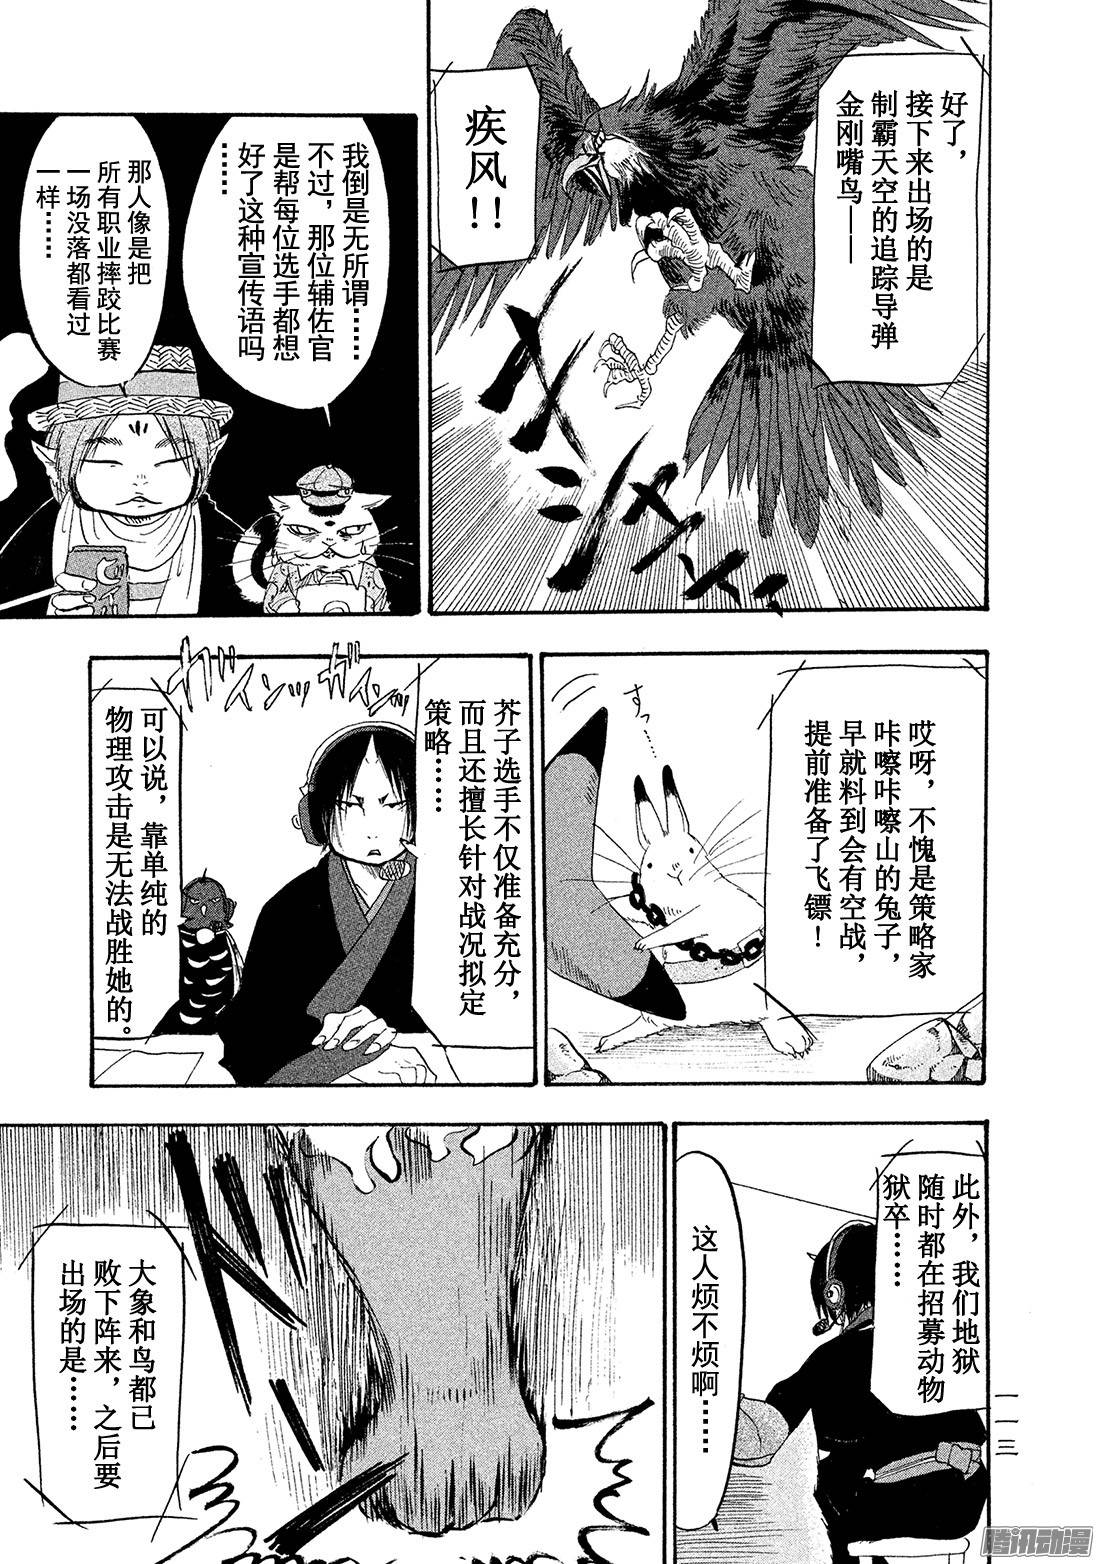 好了，
接下来出场的是
制霸天空的追踪导弹
金刚嘴鸟——
疾风！！
我倒是无所谓……
不过，那位辅佐官
是帮每位选手都想
好了这种宣传语吗
……
那人像是把
所有职业摔跤比赛
一场没落都看过
一样……
哎呀，不愧是策略家
咔嚓咔嚓山的兔子，
早就料到会有空战，
提前准备了飞镖！
すっ……
芥子选手不仅准备充分，
而且还擅长针对战况拟定
策略……
ガインッ
ガインッ
可以说，靠单纯的
物理攻击是无法战胜她的。
此外，我们地狱
随时都在招募动物
狱卒……
这人烦不烦啊……
大象和鸟都已
败下阵来，之后要
出场的是……
一一三
腾讯动漫